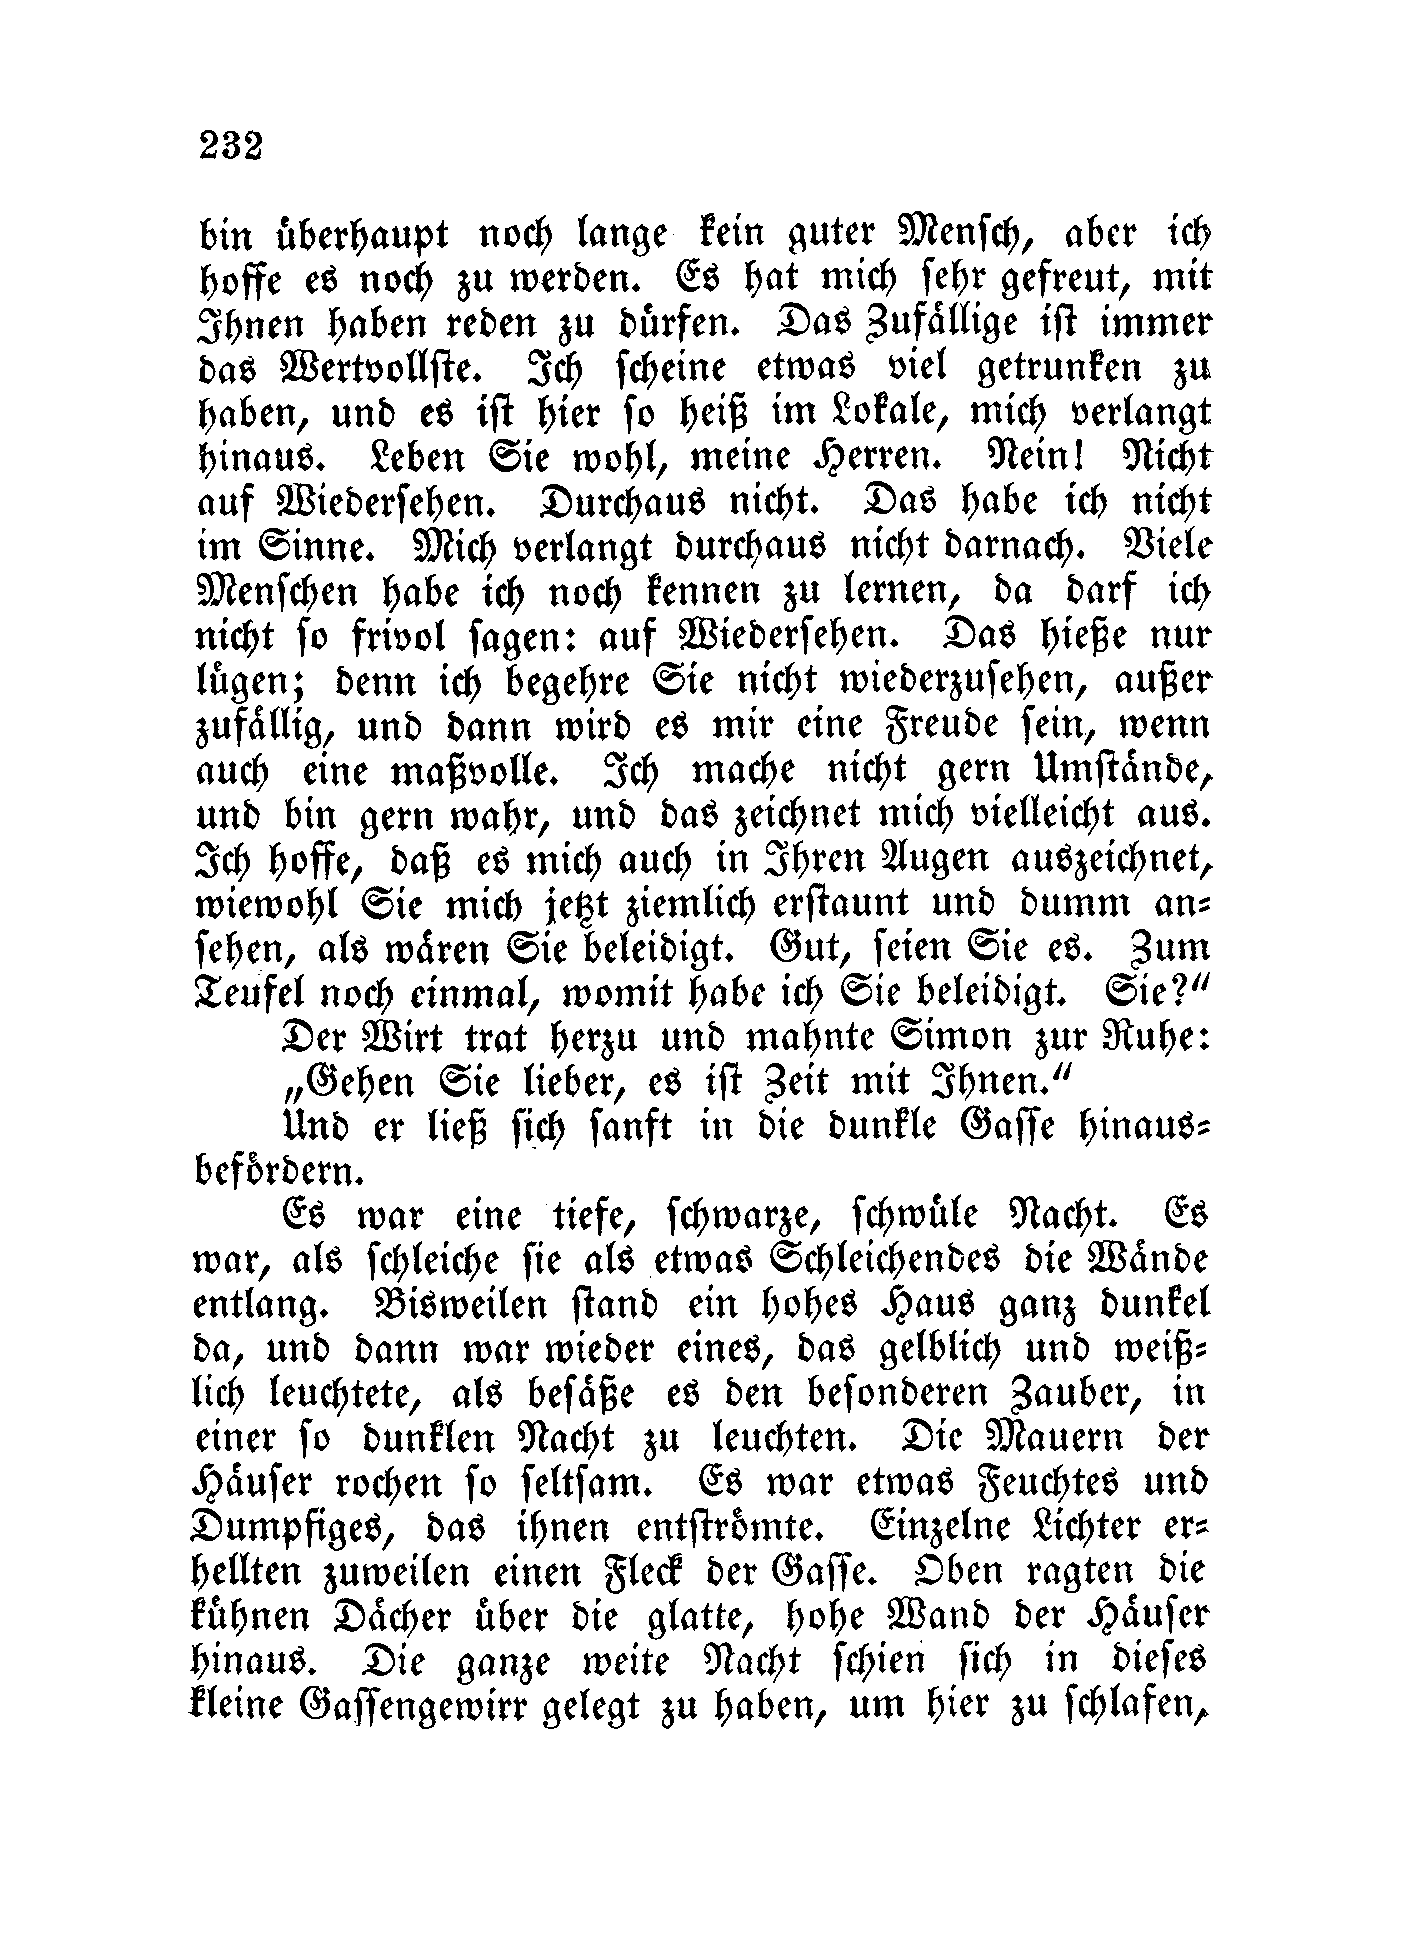 232
bin überhaupt noch lange kein guter Mensch, aber ich
hoffe es noch zu werden. Es hat mich sehr gefreut, mit
Ihnen haben reden zu dürfen. Das Zufällige ist immer
das Wertvollste. Ich scheine etwas viel getrunken zu
haben, und es ist hier so heiß im Lokale, mich verlangt
hinaus. Leben Sie wohl, meine Herren. Nein! Nicht
auf Wiedersehen. Durchaus nicht. Das habe ich nicht
im Sinne. Mich verlangt durchaus nicht darnach. Viele
Menschen habe ich noch kennen zu lernen, da darf ich
nicht so frivol sagen: auf Wiedersehen. Das hieße nur
lügen; denn ich begehre Sie nicht wiederzusehen, außer
zufällig, und dann wird es mir eine Freude sein, wenn
auch eine maßvolle. Ich mache nicht gern Umstände,
und bin gern wahr, und das zeichnet mich vielleicht aus.
Ich hoffe, daß es mich auch in Ihren Augen auszeichnet,
wiewohl Sie mich jetzt ziemlich erstaunt und dumm an-
sehen, als wären Sie beleidigt. Gut, seien Sie es. Zum
Teufel noch einmal, womit habe ich Sie beleidigt. Sie?“
Der Wirt trat herzu und mahnte Simon zur Ruhe:
„Gehen Sie lieber, es ist Zeit mit Ihnen.“
Und er ließ sich sanft in die dunkle Gasse hinaus-
befördern.
Es war eine tiefe, schwarze, schwüle Nacht. Es
war, als schleiche sie als etwas Schleichendes die Wände
entlang. Bisweilen stand ein hohes Haus ganz dunkel
da, und dann war wieder eines, das gelblich und weiß-
lich leuchtete, als besäße es den besonderen Zauber, in
einer so dunklen Nacht zu leuchten. Die Mauern der
Häuser rochen so seltsam. Es war etwas Feuchtes und
Dumpfiges, das ihnen entströmte. Einzelne Lichter er-
hellten zuweilen einen Fleck der Gasse. Oben ragten die
kühnen Dächer über die glatte, hohe Wand der Häuser
hinaus. Die ganze weite Nacht schien sich in dieses
kleine Gassengewirr gelegt zu haben, um hier zu schlafen,